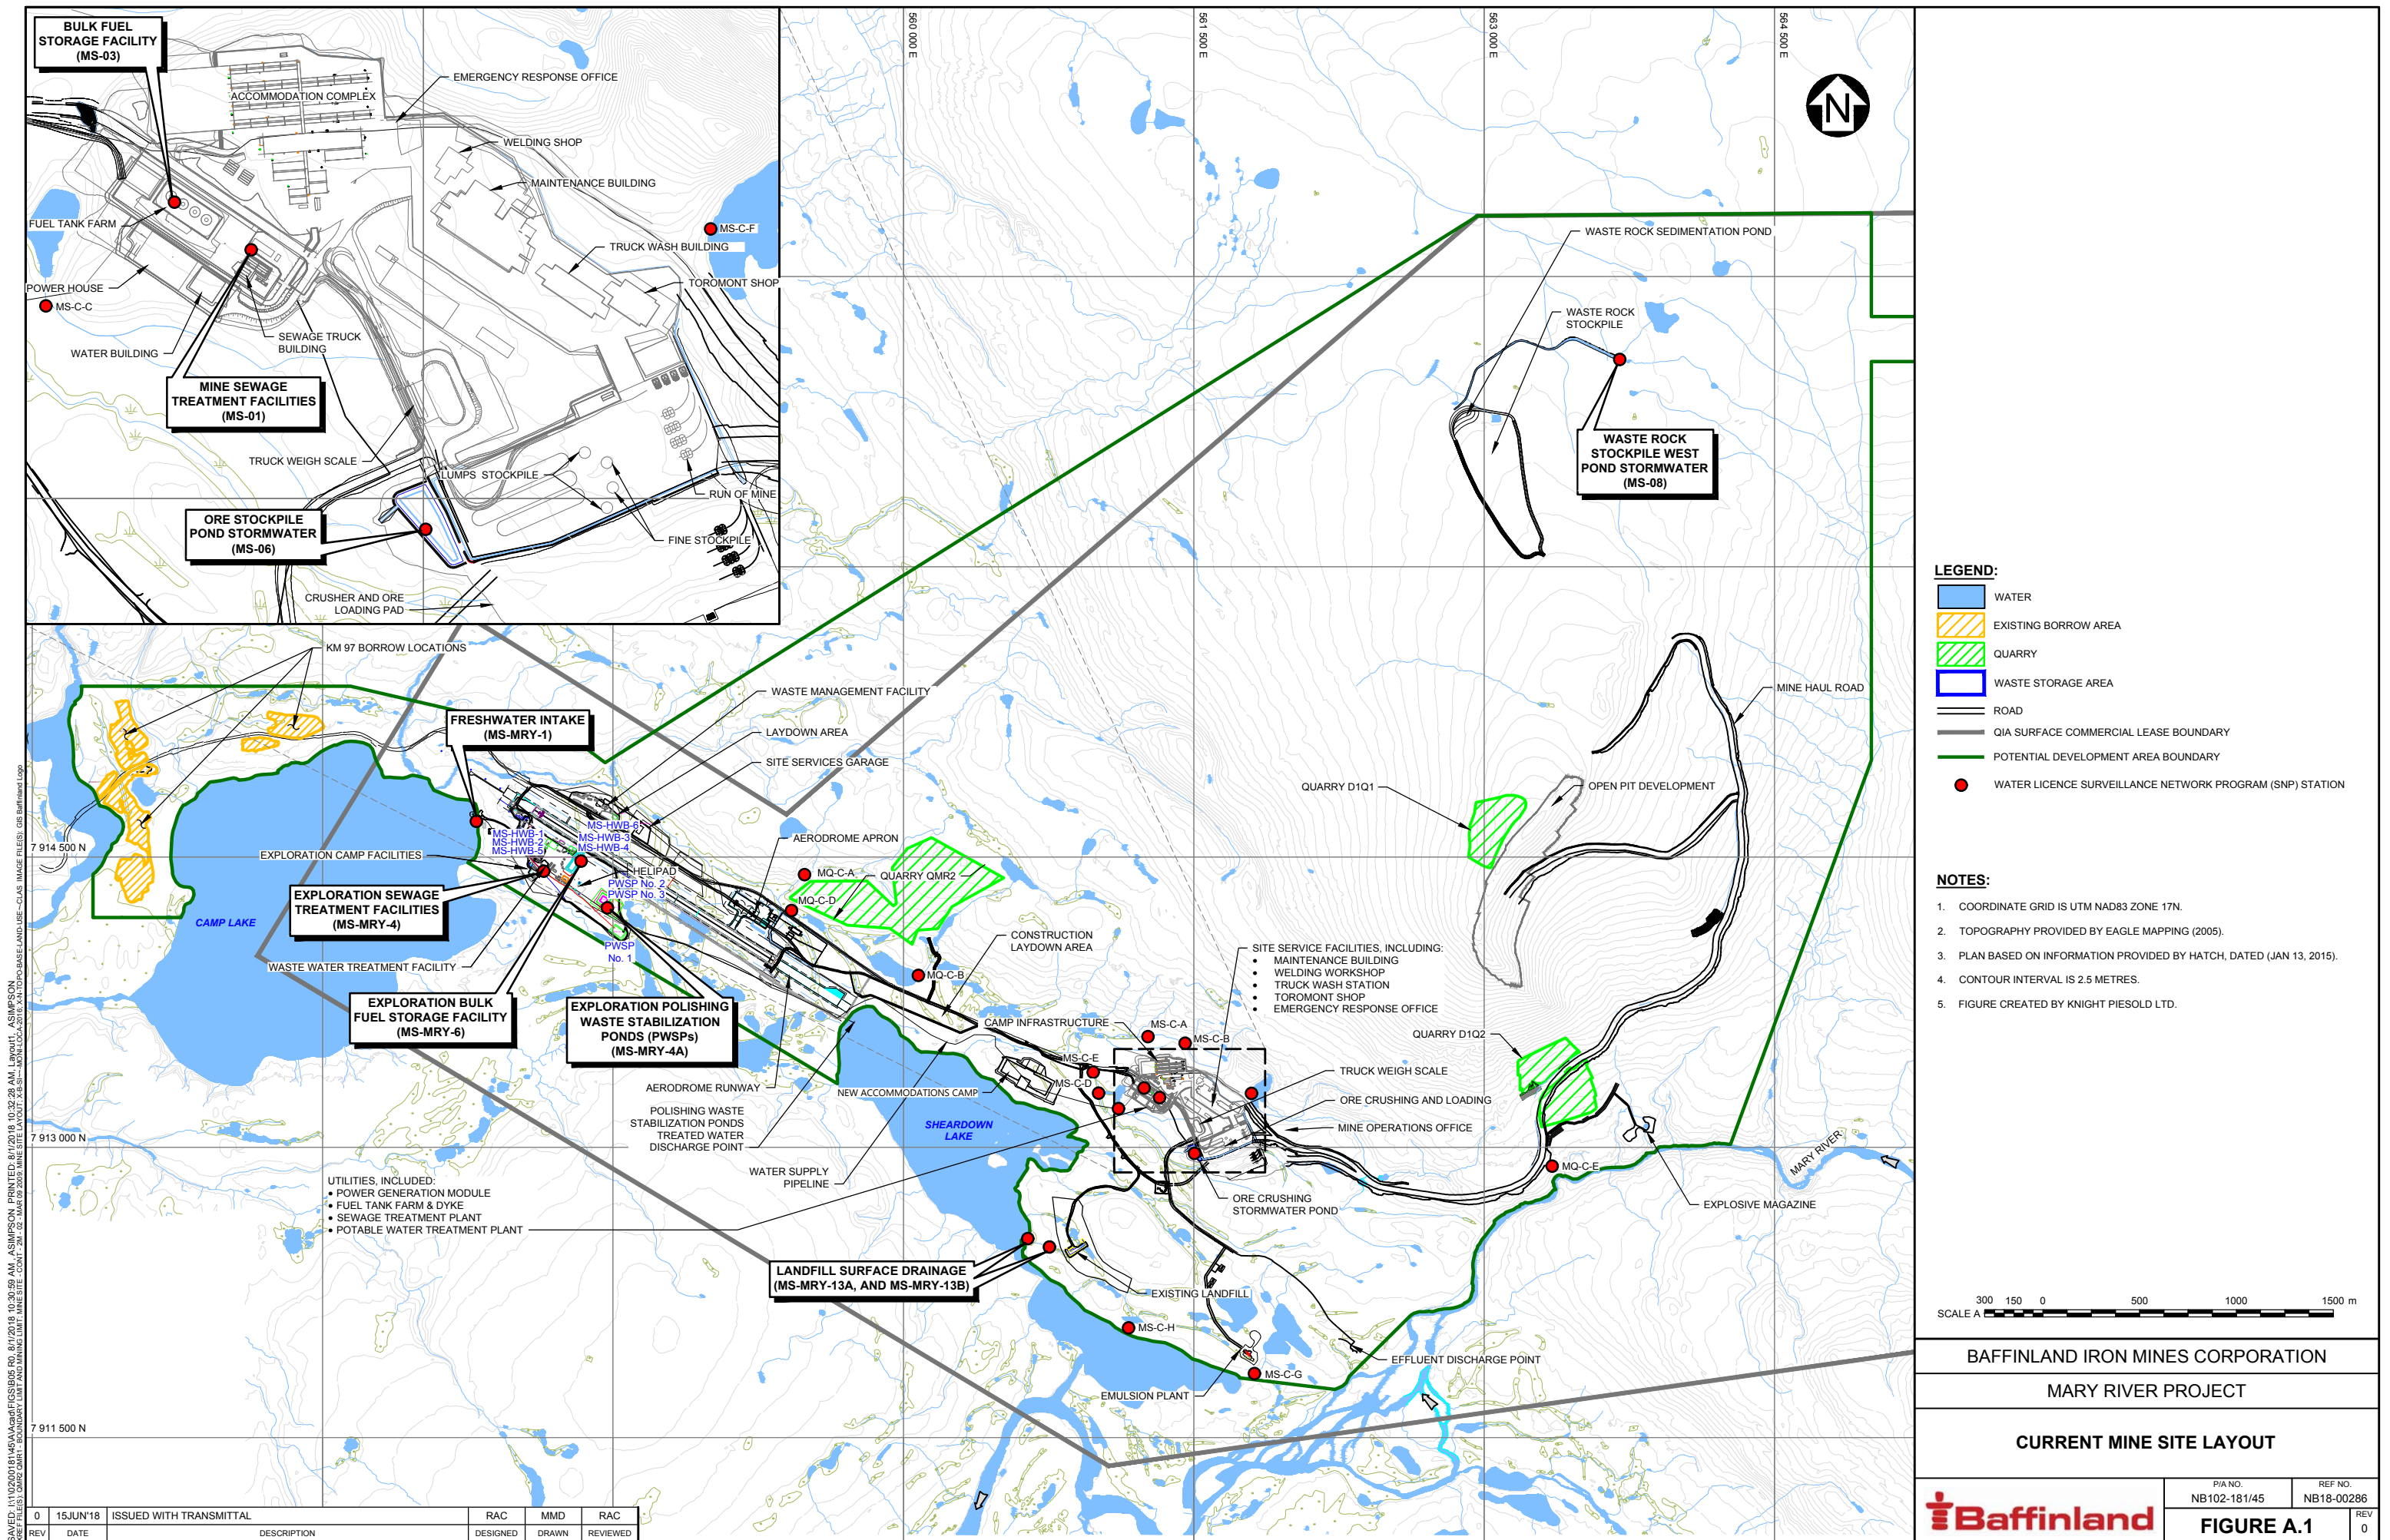 BULK FUEL
STORAGE FACILITY
(MS-03)
EMERGENCY RESPONSE OFFICE
ACCOMMODATION COMPLEX
WELDING SHOP
MAINTENANCE BUILDING
FUEL TANK FARM
MS-C-F
TRUCK WASH BUILDING
TOROMONT SHOP
POWER HOUSE
MS-C-C
SEWAGE TRUCK
BUILDING
WATER BUILDING
MINE SEWAGE
TREATMENT FACILITIES
(MS-01)
TRUCK WEIGH SCALE
LUMPS STOCKPILE
RUN OF MINE
ORE STOCKPILE
POND STORMWATER
(MS-06)
FINE STOCKPILE
CRUSHER AND ORE
LOADING PAD
560 000 E
561 500 E
563 000 E
564 500 E
N
WASTE ROCK SEDIMENTATION POND
WASTE ROCK
STOCKPILE
WASTE ROCK
STOCKPILE WEST
POND STORMWATER
(MS-08)
KM 97 BORROW LOCATIONS
WASTE MANAGEMENT FACILITY
FRESHWATER INTAKE
(MS-MRY-1)
LAYDOWN AREA
SITE SERVICES GARAGE
MINE HAUL ROAD
QUARRY D1Q1
OPEN PIT DEVELOPMENT
MS-HWB-6
MS-HWB-1
MS-HWB-3
MS-HWB-2
MS-HWB-4
MS-HWB-5
AERODROME APRON
7 914 500 N
EXPLORATION CAMP FACILITIES
HELIPAD
MQ-C-A
QUARRY QMR2
PWSP No. 2
PWSP No. 3
EXPLORATION SEWAGE
TREATMENT FACILITIES
(MS-MRY-4)
MQ-C-D
CAMP LAKE
PWSP
No. 1
CONSTRUCTION
LAYDOWN AREA
WASTE WATER TREATMENT FACILITY
MQ-C-B
SITE SERVICE FACILITIES, INCLUDING:
• MAINTENANCE BUILDING
• WELDING WORKSHOP
• TRUCK WASH STATION
• TOROMONT SHOP
• EMERGENCY RESPONSE OFFICE
EXPLORATION BULK
FUEL STORAGE FACILITY
(MS-MRY-6)
EXPLORATION POLISHING
WASTE STABILIZATION
PONDS (PWSPs)
(MS-MRY-4A)
CAMP INFRASTRUCTURE
MS-C-A
MS-C-B
QUARRY D1Q2
MS-C-E
MS-C-D
TRUCK WEIGH SCALE
AERODROME RUNWAY
NEW ACCOMMODATIONS CAMP
ORE CRUSHING AND LOADING
POLISHING WASTE
STABILIZATION PONDS
TREATED WATER
DISCHARGE POINT
SHEARDOWN
LAKE
MINE OPERATIONS OFFICE
7 913 000 N
MARY RIVER
WATER SUPPLY
PIPELINE
MQ-C-E
UTILITIES, INCLUDED:
• POWER GENERATION MODULE
• FUEL TANK FARM & DYKE
• SEWAGE TREATMENT PLANT
• POTABLE WATER TREATMENT PLANT
ORE CRUSHING
STORMWATER POND
EXPLOSIVE MAGAZINE
LANDFILL SURFACE DRAINAGE
(MS-MRY-13A, AND MS-MRY-13B)
EXISTING LANDFILL
MS-C-H
EFFLUENT DISCHARGE POINT
MS-C-G
EMULSION PLANT
7 911 500 N
LEGEND:
WATER
EXISTING BORROW AREA
QUARRY
WASTE STORAGE AREA
ROAD
QIA SURFACE COMMERCIAL LEASE BOUNDARY
POTENTIAL DEVELOPMENT AREA BOUNDARY
WATER LICENCE SURVEILLANCE NETWORK PROGRAM (SNP) STATION
NOTES:
1. COORDINATE GRID IS UTM NAD83 ZONE 17N.
2. TOPOGRAPHY PROVIDED BY EAGLE MAPPING (2005).
3. PLAN BASED ON INFORMATION PROVIDED BY HATCH, DATED (JAN 13, 2015).
4. CONTOUR INTERVAL IS 2.5 METRES.
5. FIGURE CREATED BY KNIGHT PIESOLD LTD.
300 150 0 500 1000 1500 m
SCALE A
BAFFINLAND IRON MINES CORPORATION
MARY RIVER PROJECT
CURRENT MINE SITE LAYOUT
Baffinland
P/A NO.
NB102-181/45
REF NO.
NB18-00286
FIGURE A.1
REV
0
0 15JUN'18 ISSUED WITH TRANSMITTAL RAC MMD RAC
REV DATE DESCRIPTION DESIGNED DRAWN REVIEWED